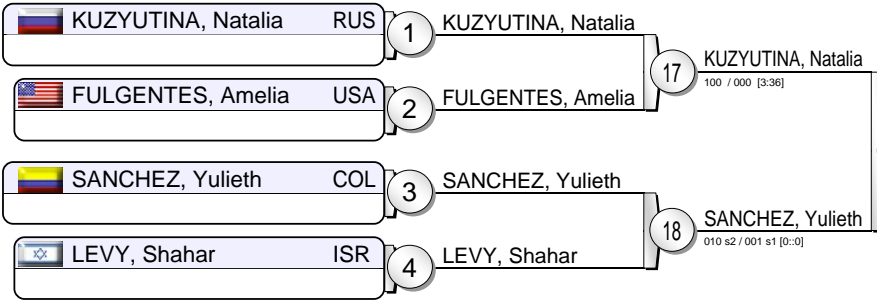 KUZYUTINA, Natalia RUS
1
KUZYUTINA, Natalia
FULGENTES, Amelia USA
2
FULGENTES, Amelia
17
KUZYUTINA, Natalia
100 / 000 [3:36]
SANCHEZ, Yulieth COL
3
SANCHEZ, Yulieth
LEVY, Shahar ISR
4
LEVY, Shahar
18
SANCHEZ, Yulieth
010 s2 / 001 s1 [0::0]